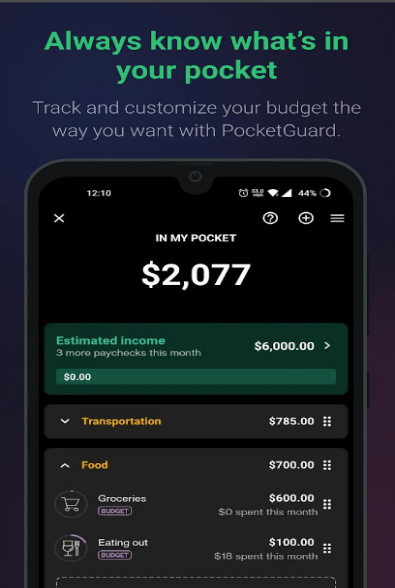 Always know what's in
your pocket
Track and customize your budget the
way you want with PocketGuard.
12:10
44%
IN MY POCKET
$2,077
Estimated income
3 more paychecks this month
$6,000.00
$0.00
Transportation
$785.00
Food
$700.00
Groceries
BUDGET
$600.00
$0 spent this month
Eating out
BUDGET
$100.00
$18 spent this month